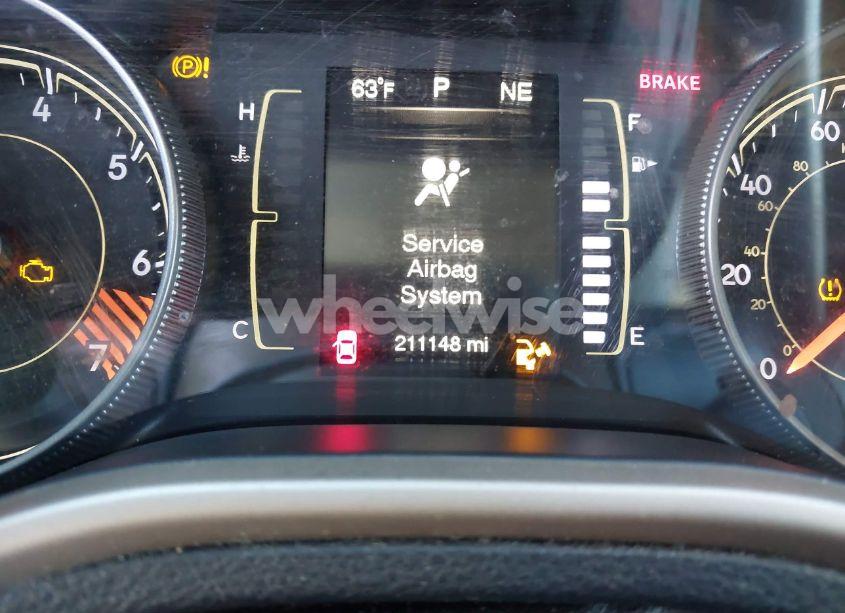 P !
63°F P NE
BRAKE
H
F
4
5
6
7
C
E
Service
Airbag
System
211148 mi
wheelwise
60
40
20
0
80
60
40
20
0